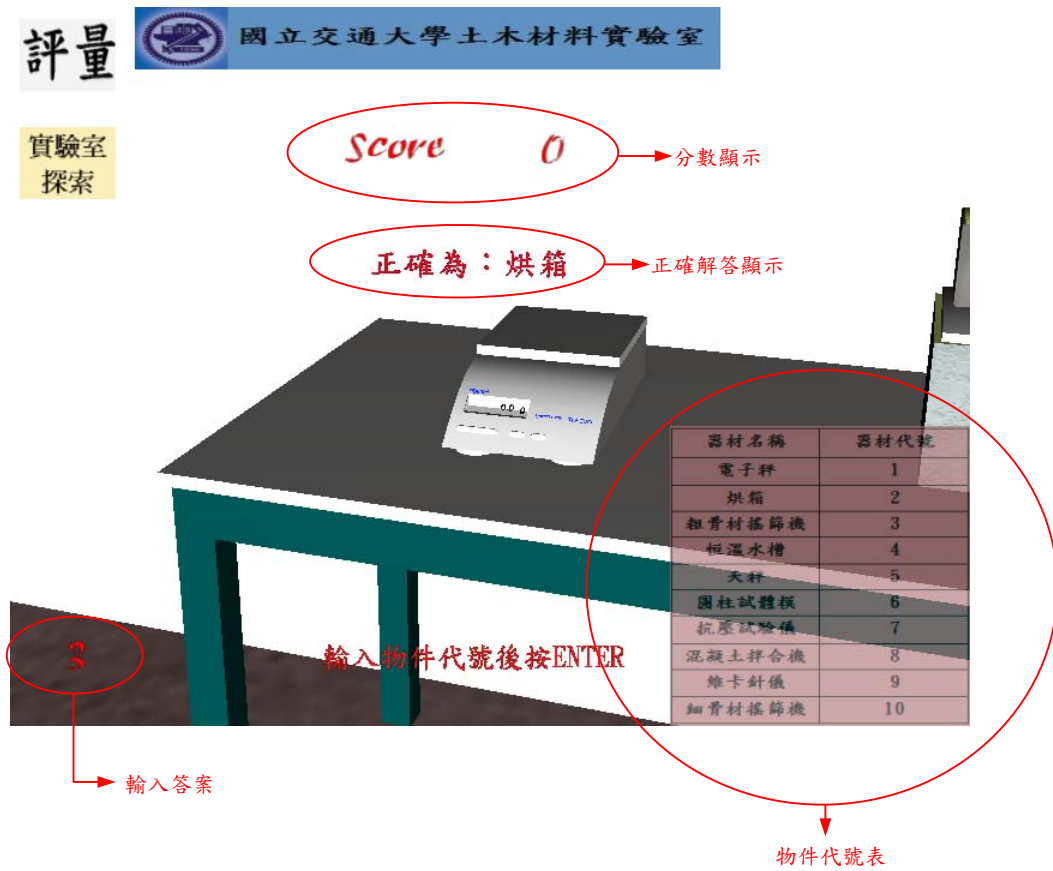 評量
國立交通大學土木材料實驗室
實驗室
探索
Score 0
分數顯示
正確為：烘箱
正確解答顯示
器材名稱 器材代號
電子秤 1
烘箱 2
粗骨材搖篩機 3
恒溫水槽 4
天秤 5
圓柱試體模 6
抗壓試驗儀 7
混凝土拌合機 8
維卡針儀 9
細骨材搖篩機 10
3
輸入物件代號後按ENTER
輸入答案
物件代號表